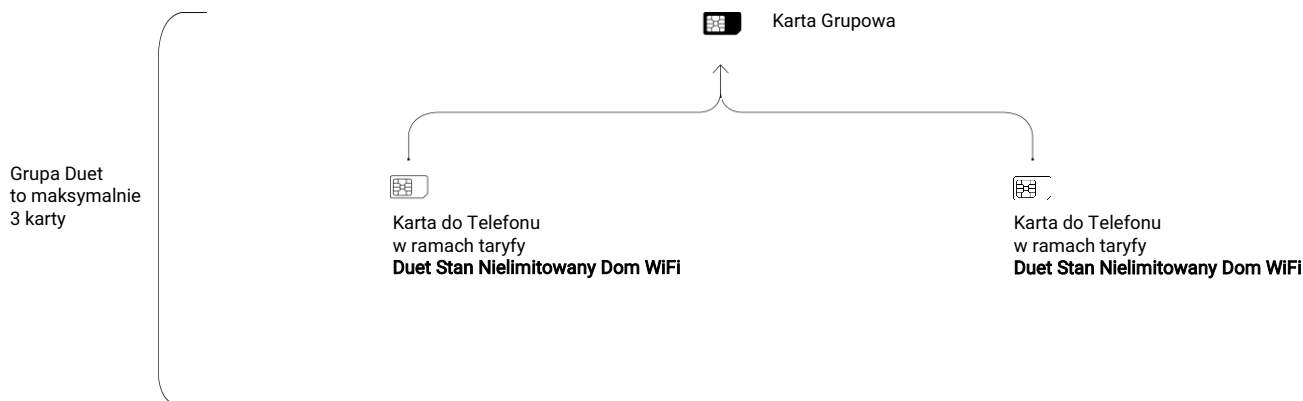 Karta Grupowa
Grupa Duet
to maksymalnie
3 karty
Karta do Telefonu
w ramach taryfy
Duet Stan Nielimitowany Dom WiFi
Karta do Telefonu
w ramach taryfy
Duet Stan Nielimitowany Dom WiFi